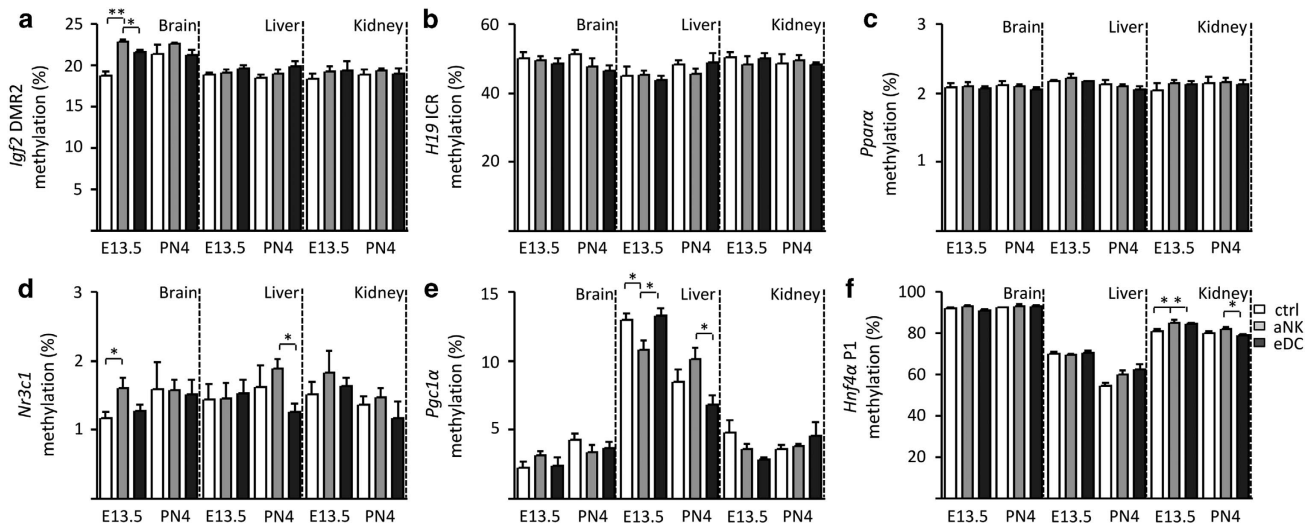 a
Igf2 DMR2
methylation (%)
25
20
15
10
5
** *
Brain Liver Kidney
E13.5 PN4 E13.5 PN4 E13.5 PN4
b
H19 ICR
methylation (%)
60
40
20
Brain Liver Kidney
E13.5 PN4 E13.5 PN4 E13.5 PN4
c
Pparα
methylation (%)
3
2
1
Brain Liver Kidney
E13.5 PN4 E13.5 PN4 E13.5 PN4
d
Nr3c1
methylation (%)
3
2
1
Brain Liver Kidney
* *
E13.5 PN4 E13.5 PN4 E13.5 PN4
e
Pgc1α
methylation (%)
15
10
5
Brain Liver Kidney
* * *
E13.5 PN4 E13.5 PN4 E13.5 PN4
f
Hnf4α P1
methylation (%)
100
80
60
40
20
Brain Liver Kidney
* * *
E13.5 PN4 E13.5 PN4 E13.5 PN4
ctrl
aNK
eDC